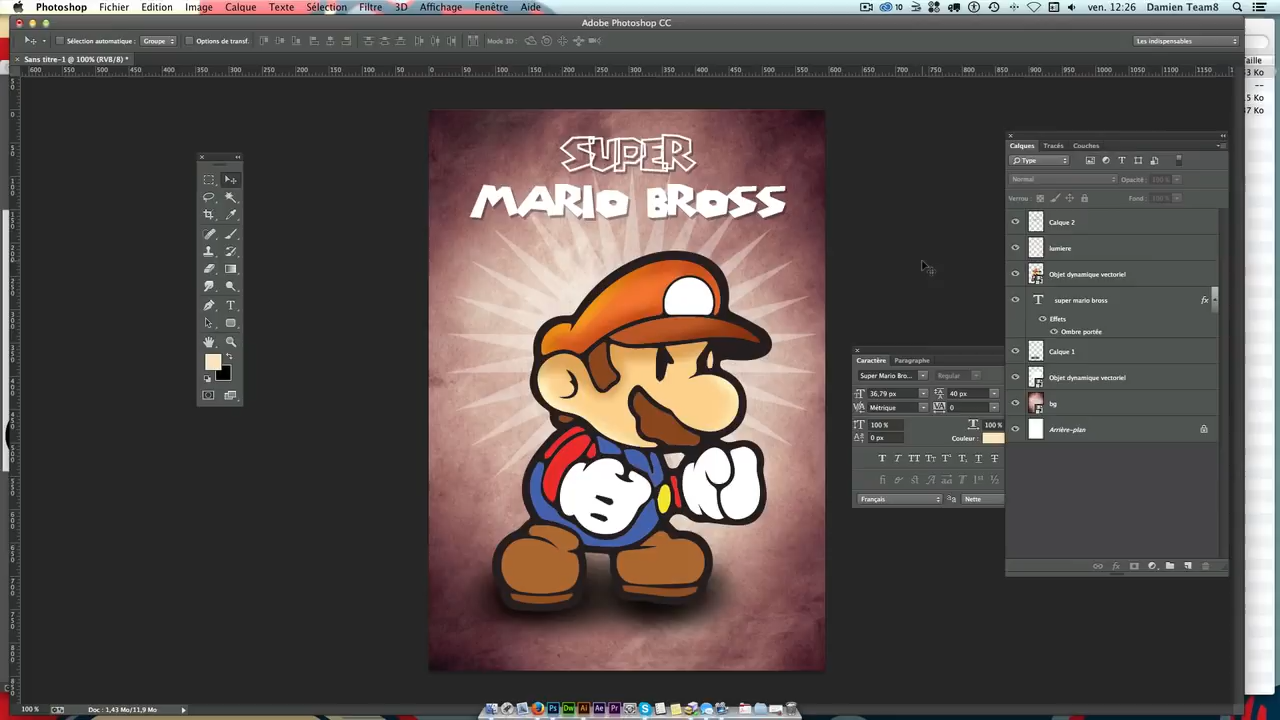 Photoshop Fichier Edition Image Calque Texte Sélection Filtre 3D Affichage Fenêtre Aide
10
ven. 12:26 Damien Team8
Adobe Photoshop CC
Sélection automatique : Groupe Options de transf. Mode 3D : Les indispensables
Sans titre-1 @ 100% (RVB/8) *
Taille
SUPER
MARIO BROSS
Calques Tracés Couches
Type
Normal Opacité : 100 %
Verrou : Fond : 100 %
Calque 2
lumiere
Objet dynamique vectoriel
T super mario bross fx
Effets
Ombre portée
Calque 1
Objet dynamique vectoriel
bg
Arrière-plan
Caractère Paragraphe
Super Mario Bro... Regular
36,79 px 40 px
Métrique 0
100 % 100 %
0 px Couleur :
Français Nette
100 % Doc : 1,43 Mo/11,9 Mo